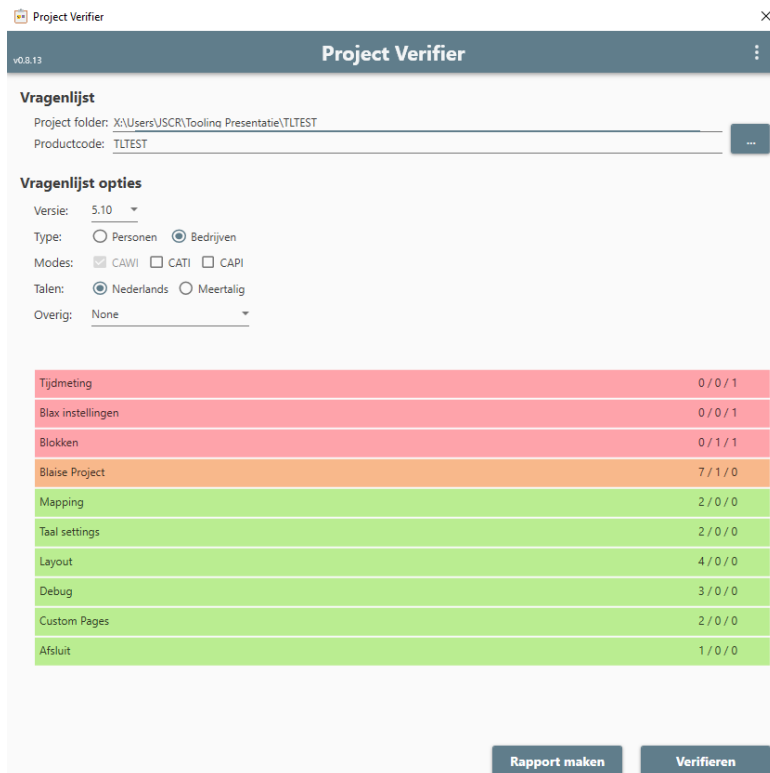 Project Verifier
v0.8.13
Project Verifier
Vragenlijst
Project folder: X:\Users\JSCR\Tooling Presentatie\TLTEST
Productcode: TLTEST
...
Vragenlijst opties
Versie: 5.10
Type: Personen Bedrijven
Modes: CAWI CATI CAPI
Talen: Nederlands Meertalig
Overig: None
Tijdmeting 0 / 0 / 1
Blax instellingen 0 / 0 / 1
Blokken 0 / 1 / 1
Blaise Project 7 / 1 / 0
Mapping 2 / 0 / 0
Taal settings 2 / 0 / 0
Layout 4 / 0 / 0
Debug 3 / 0 / 0
Custom Pages 2 / 0 / 0
Afsluit 1 / 0 / 0
Rapport maken Verifieren